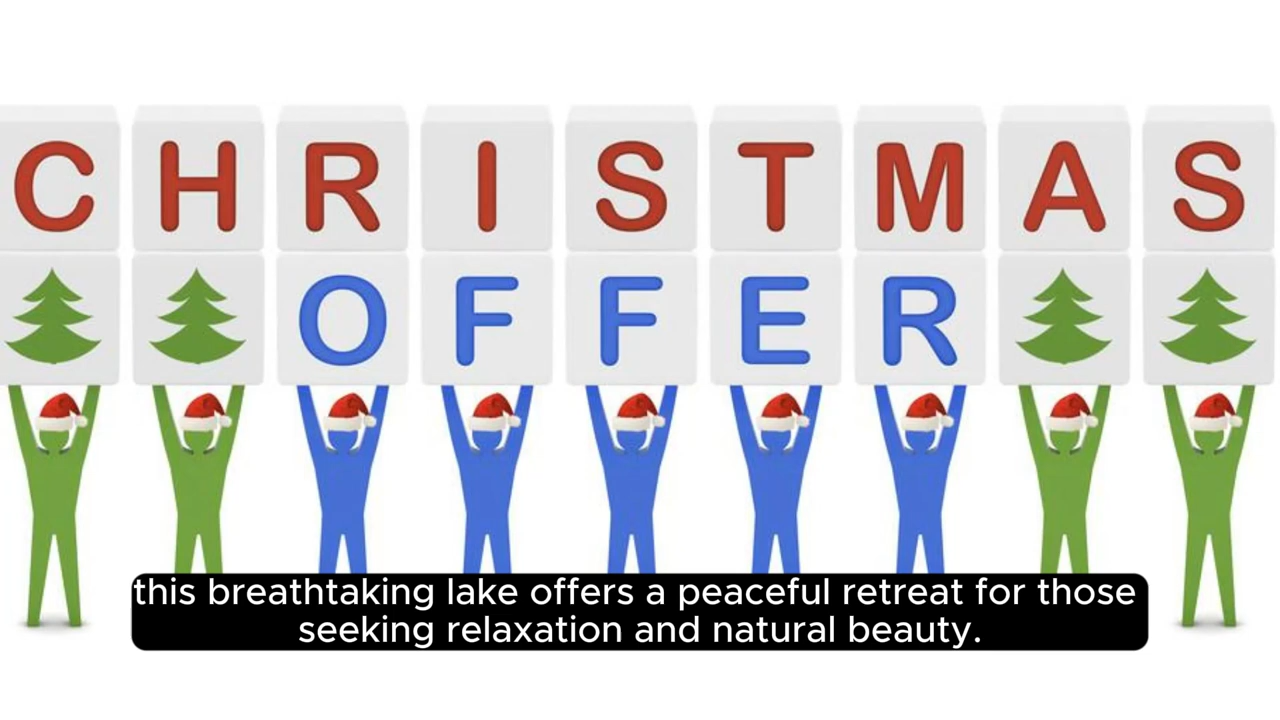 CHRISTMAS
OFFER
this breathtaking lake offers a peaceful retreat for those
seeking relaxation and natural beauty.